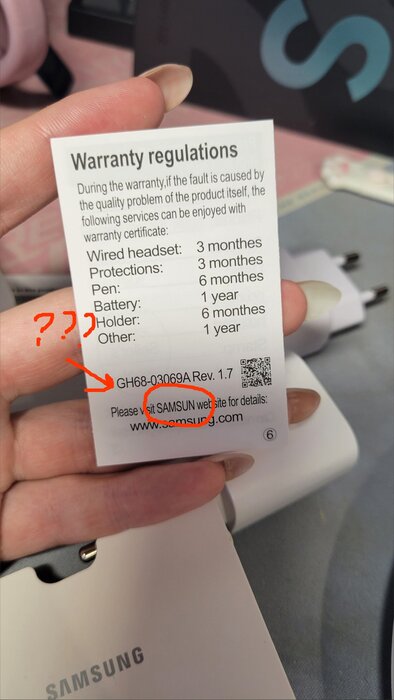 S
Warranty regulations
During the warranty,if the fault is caused by
the quality problem of the product itself, the
following services can be enjoyed with
warranty certificate:
Wired headset: 3 monthes
Protections: 3 monthes
Pen: 6 monthes
Battery: 1 year
Holder: 6 monthes
Other: 1 year
???
GH68-03069A Rev. 1.7
Please visit SAMSUN website for details:
www.samsung.com
6
SAMSUNG